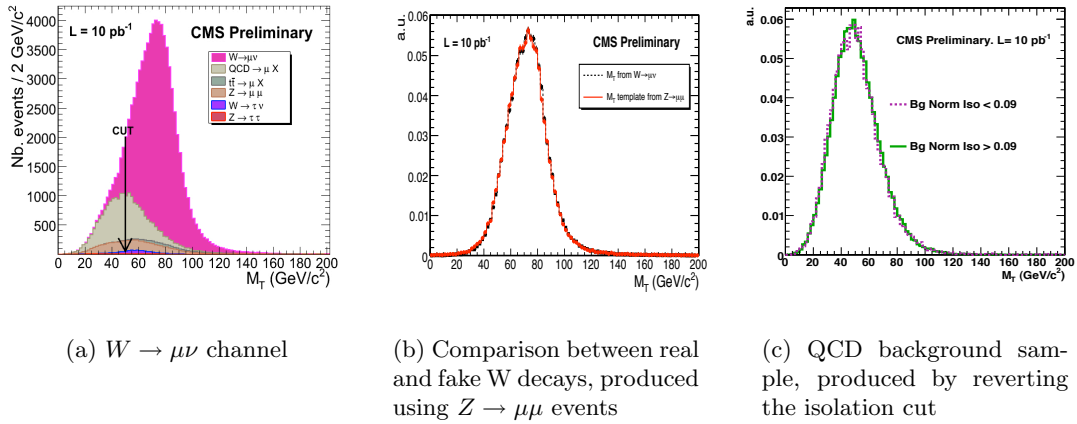 L = 10 pb⁻¹ CMS Preliminary
W→μν
QCD→μ X
tt̄→μ X
Z→μ μ
W→τ ν
Z→τ τ
CUT
Nb. events / 2 GeV/c²
4000
3500
3000
2500
2000
1500
1000
500
0 20 40 60 80 100 120 140 160 180 200
M_T (GeV/c²)
a.u.
L = 10 pb⁻¹ CMS Preliminary
M_T from W→μν
M_T template from Z→μμ
0.06
0.05
0.04
0.03
0.02
0.01
0
0 20 40 60 80 100 120 140 160 180 200
M_T (GeV/c²)
a.u.
CMS Preliminary. L= 10 pb⁻¹
Bg Norm Iso < 0.09
Bg Norm Iso > 0.09
0.06
0.05
0.04
0.03
0.02
0.01
0
0 20 40 60 80 100 120 140 160 180 200
M_T (GeV/c²)
(a) W → μν channel
(b) Comparison between real
and fake W decays, produced
using Z → μμ events
(c) QCD background sam-
ple, produced by reverting
the isolation cut